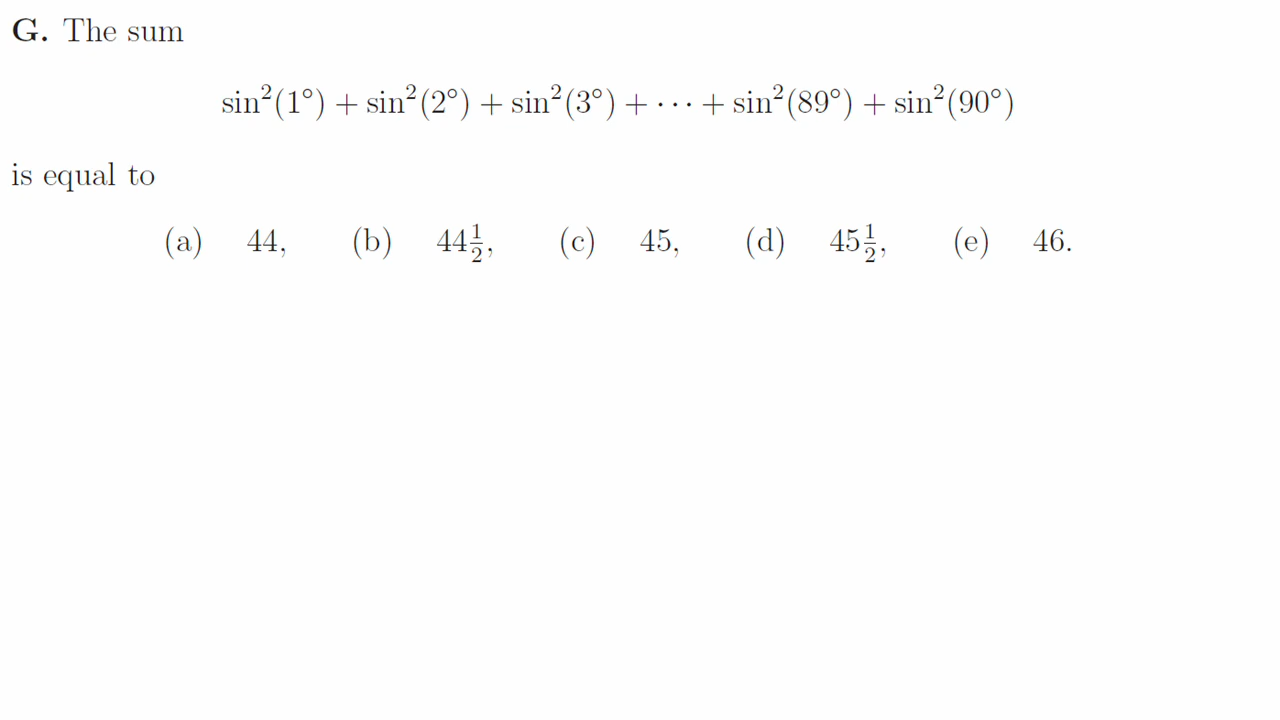 G. The sum
sin²(1°) + sin²(2°) + sin²(3°) + ⋯ + sin²(89°) + sin²(90°)
is equal to
(a) 44, (b) 44½, (c) 45, (d) 45½, (e) 46.